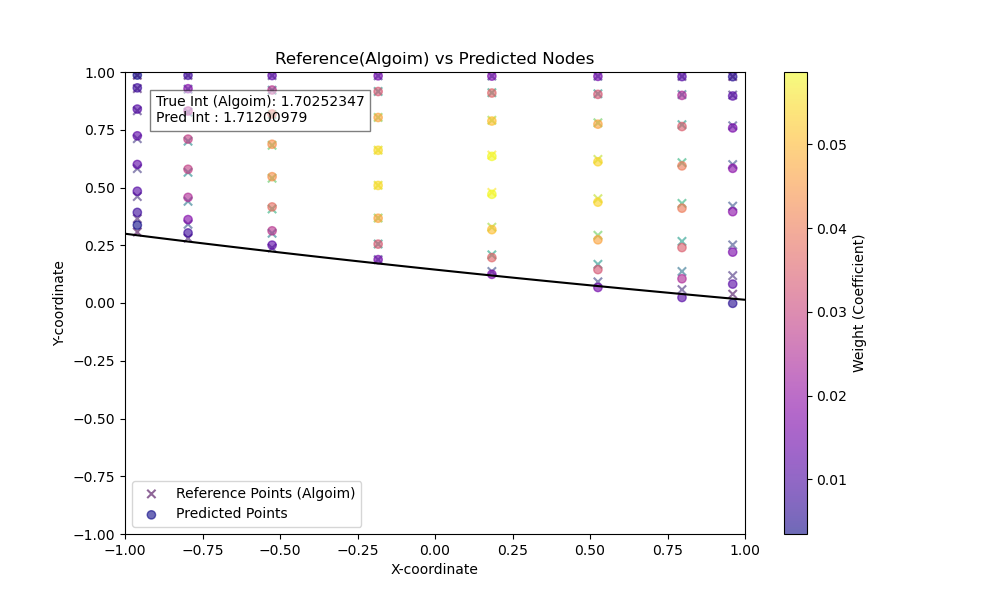 Reference(Algoim) vs Predicted Nodes
True Int (Algoim): 1.70252347
Pred Int : 1.71200979
1.00
0.75
0.50
0.25
0.00
−0.25
−0.50
−0.75
−1.00
Y-coordinate
Reference Points (Algoim)
Predicted Points
−1.00 −0.75 −0.50 −0.25 0.00 0.25 0.50 0.75 1.00
X-coordinate
0.05
0.04
0.03
0.02
0.01
Weight (Coefficient)